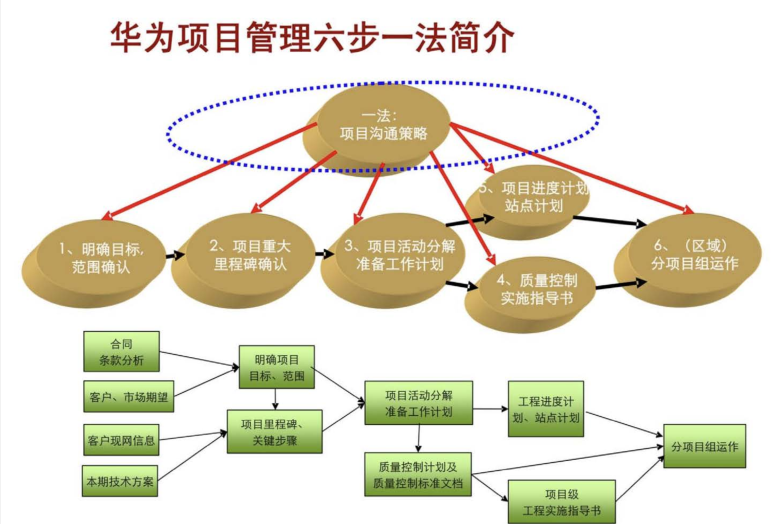 华为项目管理六步一法简介
一法：
项目沟通策略
5、项目进度计划
站点计划
1、明确目标,
范围确认
2、项目重大
里程碑确认
3、项目活动分解
准备工作计划
6、（区域）
分项目组运作
4、质量控制
实施指导书
合同
条款分析
明确项目
目标、范围
客户、市场期望
项目活动分解
准备工作计划
工程进度计
划、站点计划
项目里程碑、
关键步骤
客户现网信息
分项目组运作
质量控制计划及
质量控制标准文档
本期技术方案
项目级
工程实施指导书